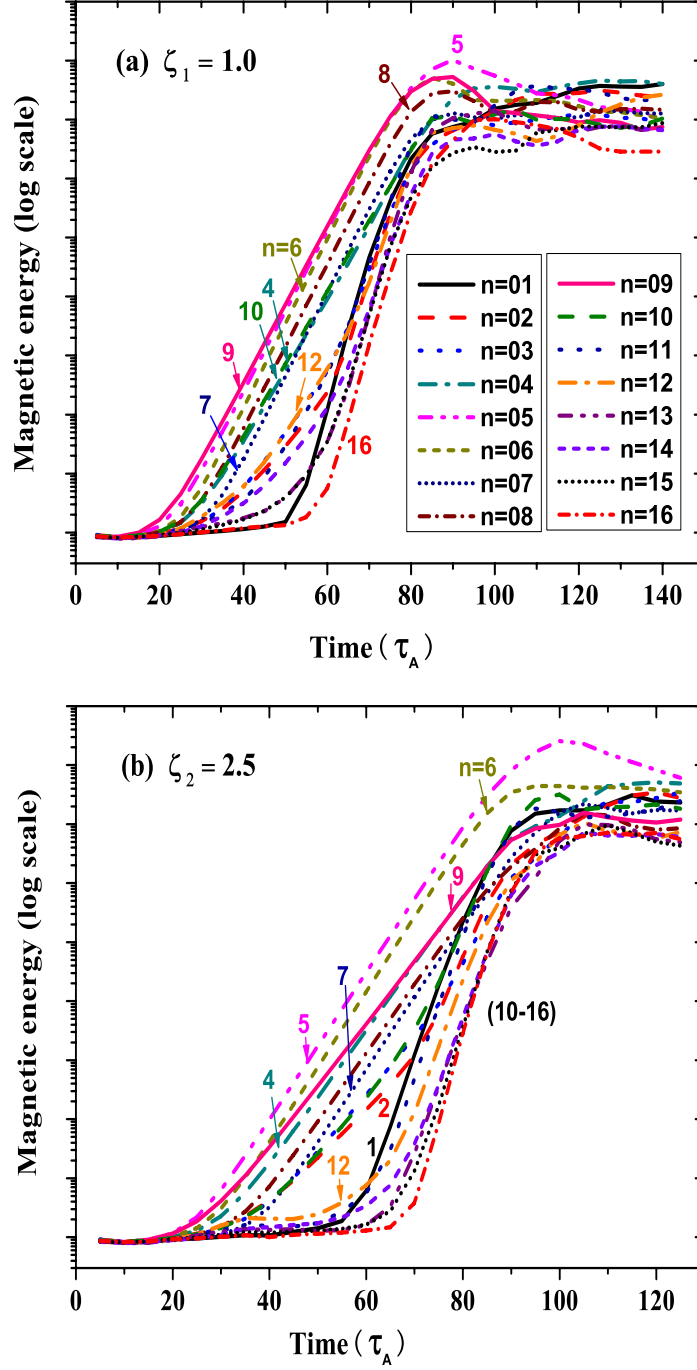 (a) ζ₁ = 1.0
5
8
n=6
4
10
9
12
7
16
n=01
n=02
n=03
n=04
n=05
n=06
n=07
n=08
n=09
n=10
n=11
n=12
n=13
n=14
n=15
n=16
Magnetic energy (log scale)
0 20 40 60 80 100 120 140
Time ( τ_A )
(b) ζ₂ = 2.5
n=6
9
7
5
4
2
1
12
(10-16)
Magnetic energy (log scale)
0 20 40 60 80 100 120
Time ( τ_A )